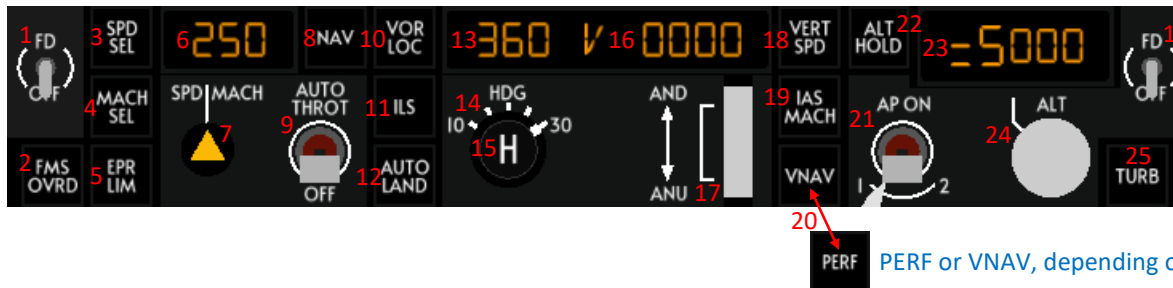 1 FD
OFF
2 FMS OVRD
3 SPD SEL
4 MACH SEL
5 EPR LIM
6 250
SPD MACH
7
8 NAV
AUTO THROT
9
OFF
10 VOR LOC
11 ILS
12 AUTO LAND
13 360
14 HDG
10 30
15 H
V 16 0000
AND
ANU 17
18 VERT SPD
19 IAS MACH
VNAV
20
PERF
PERF or VNAV, depending o
ALT HOLD 22
21 AP ON
1 2
23 =5000
ALT
24
FD 1
OFF
25
TURB